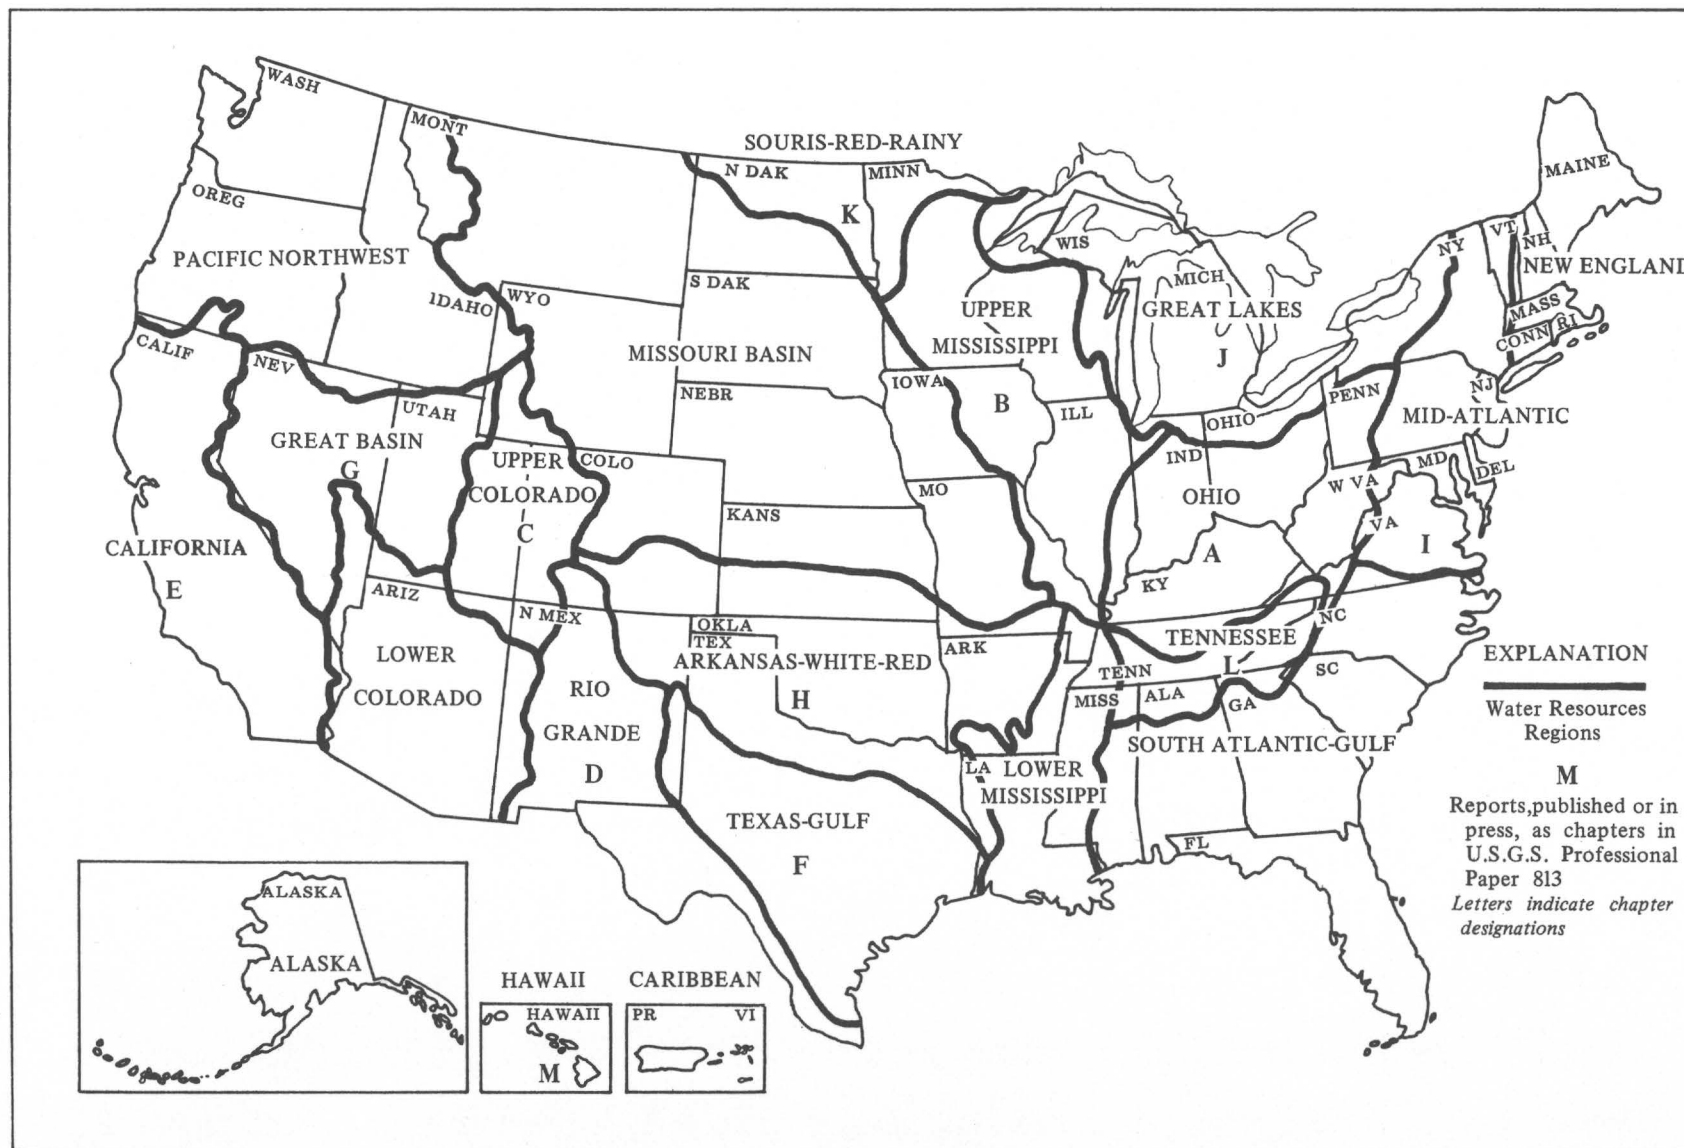 WASH
MONT
SOURIS-RED-RAINY
N DAK
MINN
MAINE
OREG
K
WIS
NY
VT
NH
PACIFIC NORTHWEST
NEW ENGLAND
IDAHO
WYO
S DAK
MICH
UPPER
MISSISSIPPI
GREAT LAKES
J
MASS
CONN
RI
CALIF
NEV
MISSOURI BASIN
IOWA
UTAH
NEBR
B
ILL
OHIO
PENN
NJ
MID-ATLANTIC
GREAT BASIN
G
UPPER
COLORADO
C
COLO
IND
MD
DEL
W VA
MO
OHIO
KANS
VA
CALIFORNIA
E
A
I
KY
ARIZ
N MEX
OKLA
TEX
NC
TENNESSEE
L
LOWER
COLORADO
ARKANSAS-WHITE-RED
H
ARK
TENN
SC
RIO
GRANDE
D
MISS
ALA
GA
SOUTH ATLANTIC-GULF
LA
LOWER
MISSISSIPPI
TEXAS-GULF
F
FL
EXPLANATION
Water Resources
Regions
M
Reports,published or in
press, as chapters in
U.S.G.S. Professional
Paper 813
Letters indicate chapter
designations
ALASKA
ALASKA
HAWAII
HAWAII
M
CARIBBEAN
PR
VI